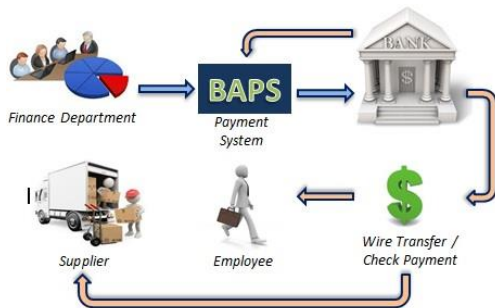 BANK
$
BAPS
Finance Department
Payment
System
$
Supplier
Employee
Wire Transfer /
Check Payment